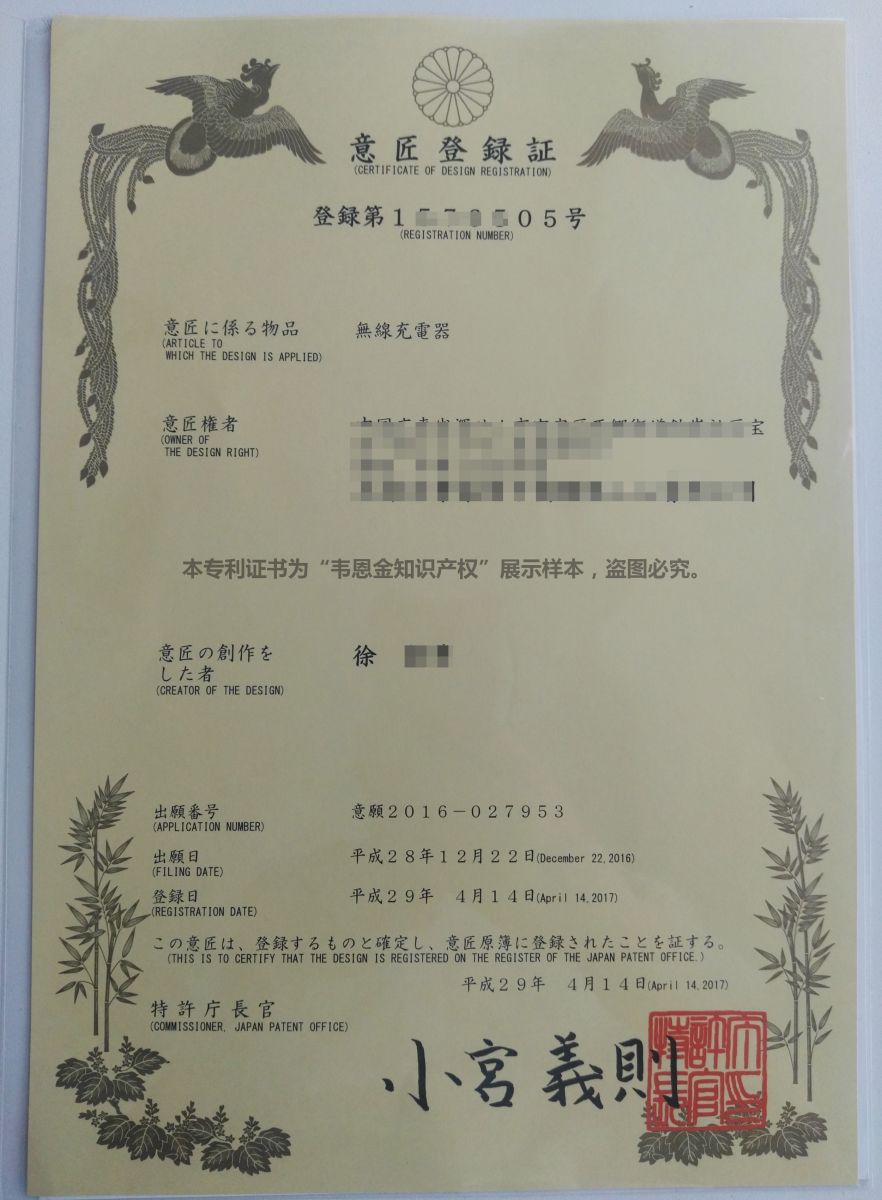 意匠登録証
(CERTIFICATE OF DESIGN REGISTRATION)
登録第1 05号
(REGISTRATION NUMBER)
意匠に係る物品 無線充電器
(ARTICLE TO
WHICH THE DESIGN IS APPLIED)
意匠権者
(OWNER OF
THE DESIGN RIGHT)
宝
本专利证书为“韦恩金知识产权”展示样本，盗图必究。
意匠の創作を 徐
した者
(CREATOR OF THE DESIGN)
出願番号 意願2016-027953
(APPLICATION NUMBER)
出願日 平成28年12月22日(December 22,2016)
(FILING DATE)
登録日 平成29年 4月14日(April 14,2017)
(REGISTRATION DATE)
この意匠は、登録するものと確定し、意匠原簿に登録されたことを証する。
(THIS IS TO CERTIFY THAT THE DESIGN IS REGISTERED ON THE REGISTER OF THE JAPAN PATENT OFFICE.)
平成29年 4月14日(April 14,2017)
特許庁長官
(COMMISSIONER, JAPAN PATENT OFFICE)
小宮義則